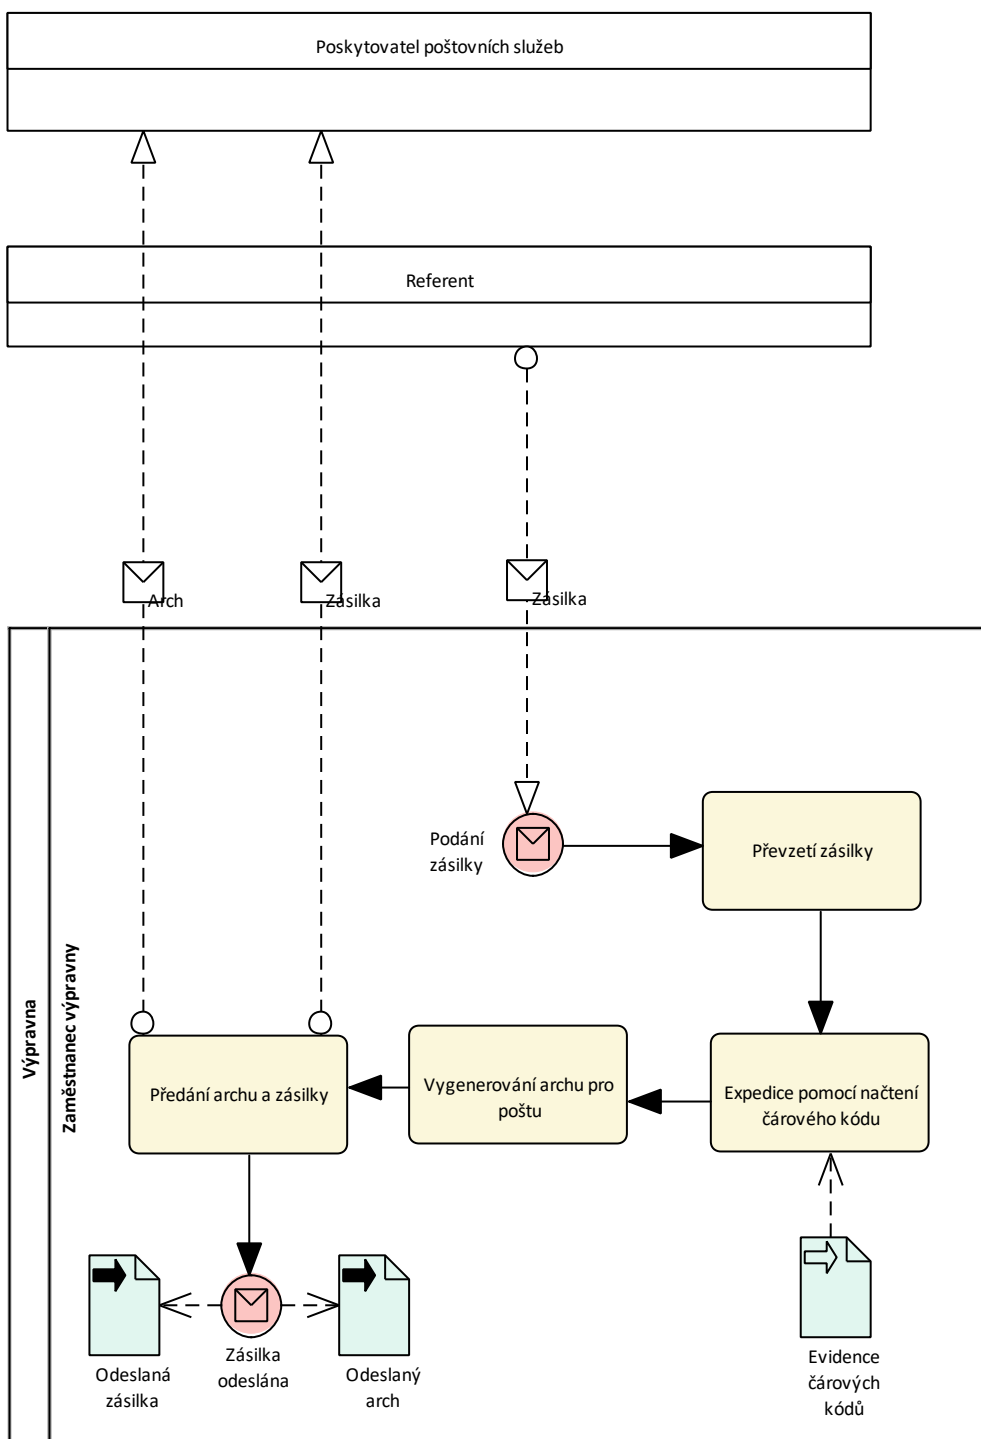 Poskytovatel poštovních služeb
Referent
Arch
Zásilka
Zásilka
Výpravna
Zaměstnanec výpravny
Podání
zásilky
Převzetí zásilky
Předání archu a zásilky
Vygenerování archu pro
poštu
Expedice pomocí načtení
čárového kódu
Odeslaná
zásilka
Zásilka
odeslána
Odeslaný
arch
Evidence
čárových
kódů